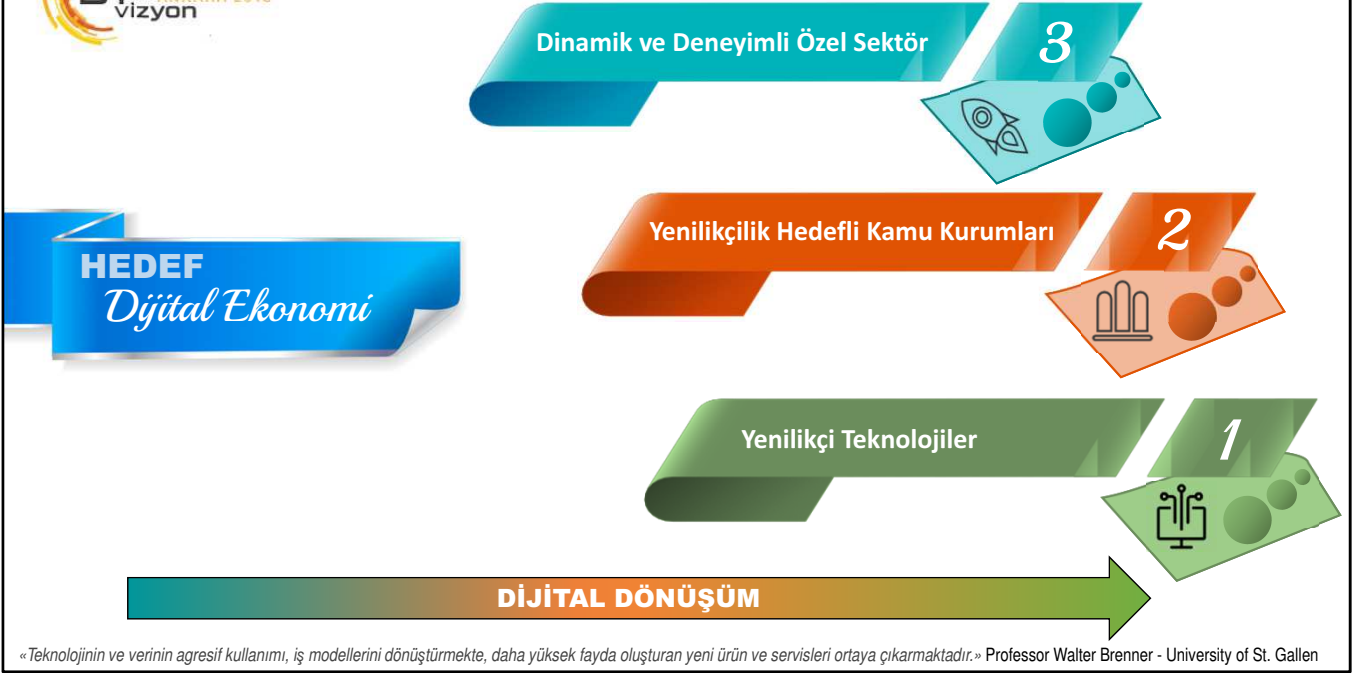 vizyon
Dinamik ve Deneyimli Özel Sektör
3
Yenilikçilik Hedefli Kamu Kurumları
2
HEDEF
Dijital Ekonomi
Yenilikçi Teknolojiler
1
DİJİTAL DÖNÜŞÜM
«Teknolojinin ve verinin agresif kullanımı, iş modellerini dönüştürmekte, daha yüksek fayda oluşturan yeni ürün ve servisleri ortaya çıkarmaktadır.» Professor Walter Brenner - University of St. Gallen